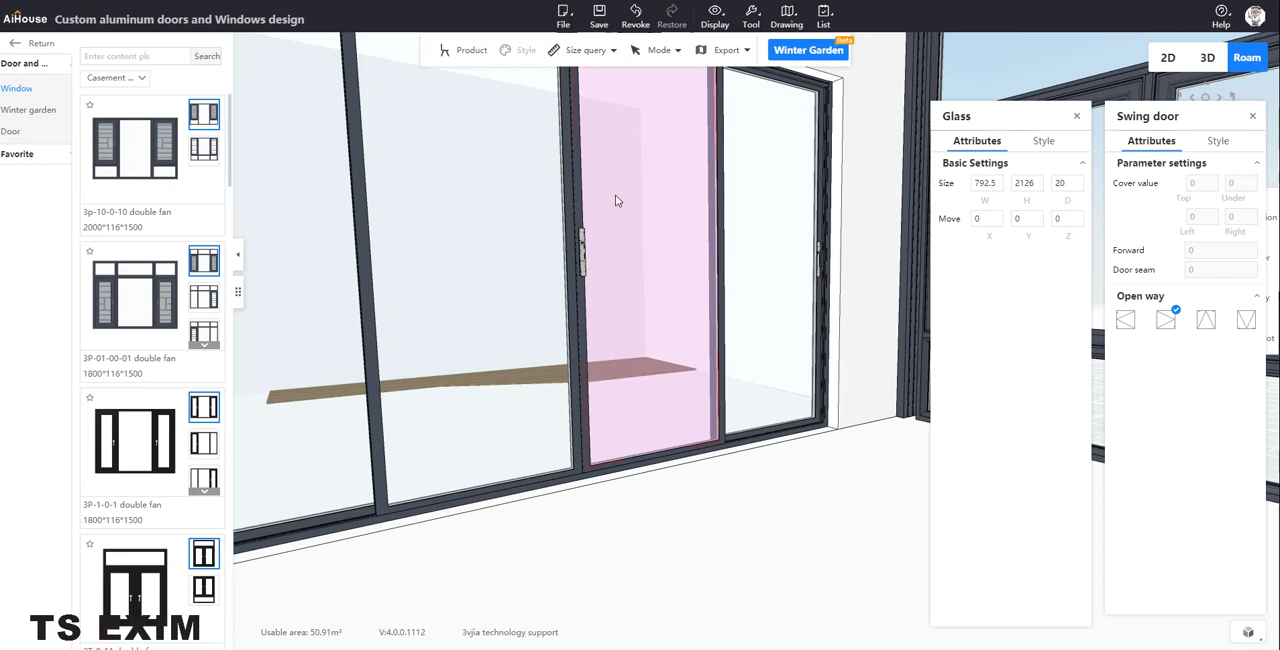 AiHouse Custom aluminum doors and Windows design
File Save Revoke Restore Display Tool Drawing List Help
Return
Door and ...
Window
Winter garden
Door
Favorite
Enter content pls Search
Casement ...
3p-10-0-10 double fan
2000*116*1500
3P-01-00-01 double fan
1800*116*1500
3P-1-0-1 double fan
1800*116*1500
Product Style Size query Mode Export Winter Garden Beta
2D 3D Roam
Glass
Attributes Style
Basic Settings
Size 792.5 2126 20
W H D
Move 0 0 0
X Y Z
Swing door
Attributes Style
Parameter settings
Cover value 0 0
Top Under
0 0
Left Right
Forward 0
Door seam 0
Open way
Usable area: 50.91m² V:4.0.0.1112 3vjia technology support
TS EXIM